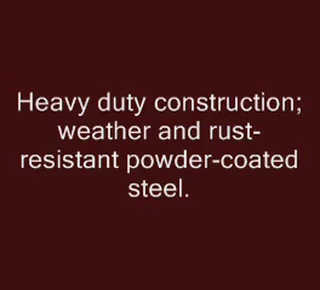 Heavy duty construction;
weather and rust-
resistant powder-coated
steel.